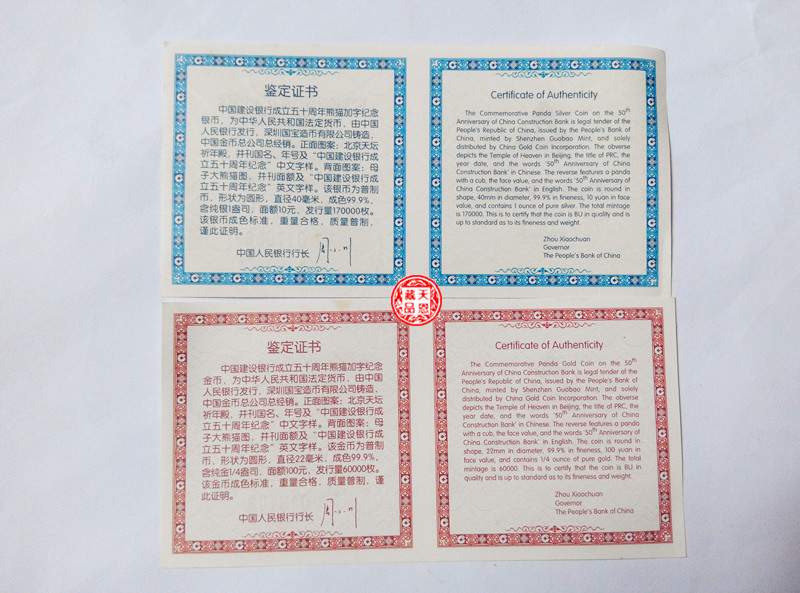 鉴定证书
中国建设银行成立五十周年熊猫加字纪念
银币，为中华人民共和国法定货币，由中国
人民银行发行，深圳国宝造币有限公司铸造，
中国金币总公司总经销。正面图案：北京天坛
祈年殿，并刊国名、年号及“中国建设银行成
立五十周年纪念”中文字样。背面图案：母
子大熊猫图，并刊面额及“中国建设银行成
立五十周年纪念”英文字样。该银币为普制
币，形状为圆形，直径40毫米，成色99.9%，
含纯银1盎司，面额10元，发行量170000枚。
该银币成色标准，重量合格，质量普制，
谨此证明。
中国人民银行行长
Certificate of Authenticity
The Commemorative Panda Silver Coin on the 50th
Anniversary of China Construction Bank is legal tender of the
People's Republic of China, issued by the People's Bank of
China, minted by Shenzhen Guobao Mint, and solely
distributed by China Gold Coin Incorporation. The obverse
depicts the Temple of Heaven in Beijing, the title of PRC, the
year date, and the words '50th Anniversary of China
Construction Bank' in Chinese. The reverse features a panda
with a cub, the face value, and the words '50th Anniversary of
China Construction Bank' in English. The coin is round in
shape, 40mm in diameter, 99.9% in fineness, 10 yuan in face
value, and contains 1 ounce of pure silver. The total mintage
is 170000. This is to certify that the coin is BU in quality and is
up to standard as to its fineness and weight.
Zhou Xiaochuan
Governor
The People's Bank of China
天恩
藏品
鉴定证书
中国建设银行成立五十周年熊猫加字纪念
金币，为中华人民共和国法定货币，由中国
人民银行发行，深圳国宝造币有限公司铸造，
中国金币总公司总经销。正面图案：北京天坛
祈年殿，并刊国名、年号及“中国建设银行成
立五十周年纪念”中文字样。背面图案：母
子大熊猫图，并刊面额及“中国建设银行成
立五十周年纪念”英文字样。该金币为普制
币，形状为圆形，直径22毫米，成色99.9%，
含纯金1/4盎司，面额100元，发行量60000枚。
该金币成色标准，重量合格，质量普制，谨
此证明。
中国人民银行行长
Certificate of Authenticity
The Commemorative Panda Gold Coin on the 50th
Anniversary of China Construction Bank is legal tender of the
People's Republic of China, issued by the People's Bank of
China, minted by Shenzhen Guobao Mint, and solely
distributed by China Gold Coin Incorporation. The obverse
depicts the Temple of Heaven in Beijing, the title of PRC, the
year date, and the words '50th Anniversary of China
Construction Bank' in Chinese. The reverse features a panda
with a cub, the face value, and the words '50th Anniversary of
China Construction Bank' in English. The coin is round in
shape, 22mm in diameter, 99.9% in fineness, 100 yuan in
face value, and contains 1/4 ounce of pure gold. The total
mintage is 60000. This is to certify that the coin is BU in
quality and is up to standard as to its fineness and weight.
Zhou Xiaochuan
Governor
The People's Bank of China